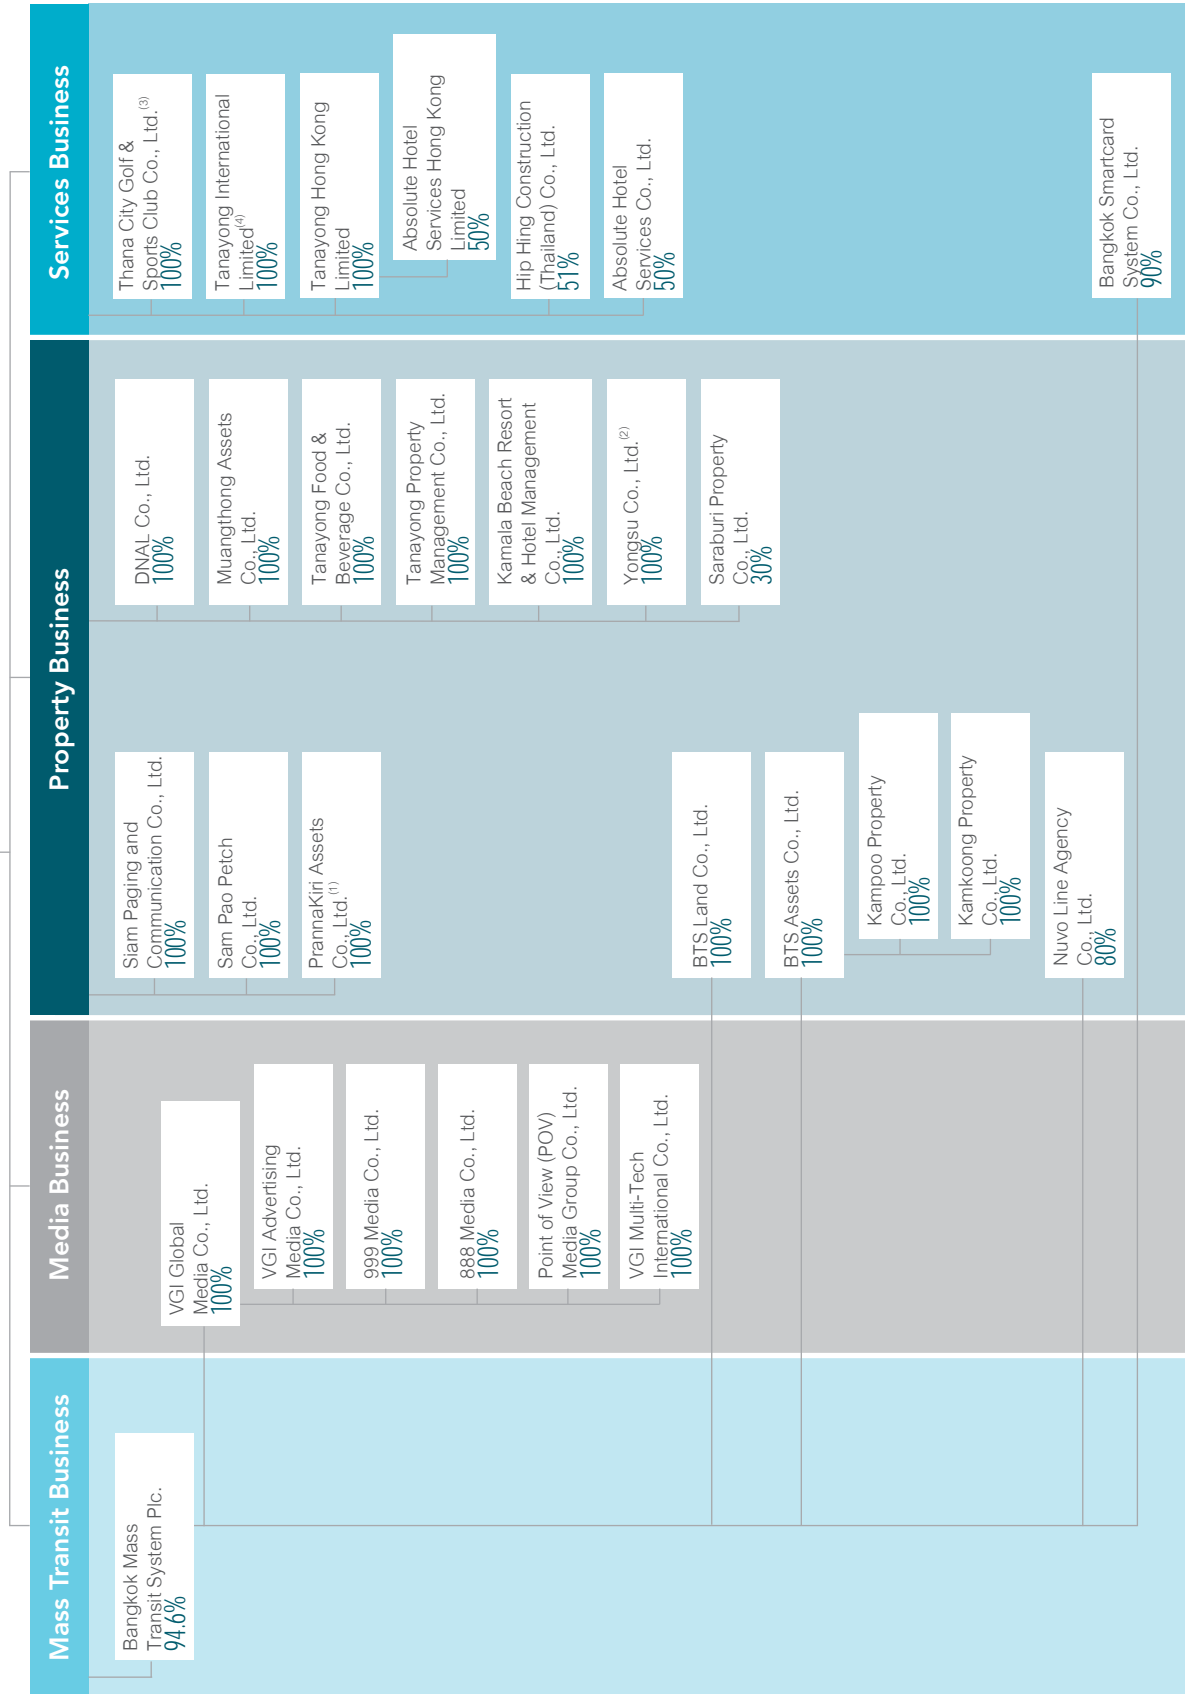 Mass Transit Business
Bangkok Mass
Transit System Plc.
94.6%
Media Business
VGI Global
Media Co., Ltd.
100%
VGI Advertising
Media Co., Ltd.
100%
999 Media Co., Ltd.
100%
888 Media Co., Ltd.
100%
Point of View (POV)
Media Group Co., Ltd.
100%
VGI Multi-Tech
International Co., Ltd.
100%
Property Business
Siam Paging and
Communication Co., Ltd.
100%
Sam Pao Petch
Co., Ltd.
100%
PrannaKiri Assets
Co., Ltd.(1)
100%
BTS Land Co., Ltd.
100%
BTS Assets Co., Ltd.
100%
Kampoo Property
Co., Ltd.
100%
Kamkoong Property
Co., Ltd.
100%
Nuvo Line Agency
Co., Ltd.
80%
DNAL Co., Ltd.
100%
Muangthong Assets
Co., Ltd.
100%
Tanayong Food &
Beverage Co., Ltd.
100%
Tanayong Property
Management Co., Ltd.
100%
Kamala Beach Resort
& Hotel Management
Co., Ltd.
100%
Yongsu Co., Ltd.(2)
100%
Saraburi Property
Co., Ltd.
30%
Services Business
Thana City Golf &
Sports Club Co., Ltd.(3)
100%
Tanayong International
Limited(4)
100%
Tanayong Hong Kong
Limited
100%
Absolute Hotel
Services Hong Kong
Limited
50%
Hip Hing Construction
(Thailand) Co., Ltd.
51%
Absolute Hotel
Services Co., Ltd.
50%
Bangkok Smartcard
System Co., Ltd.
90%